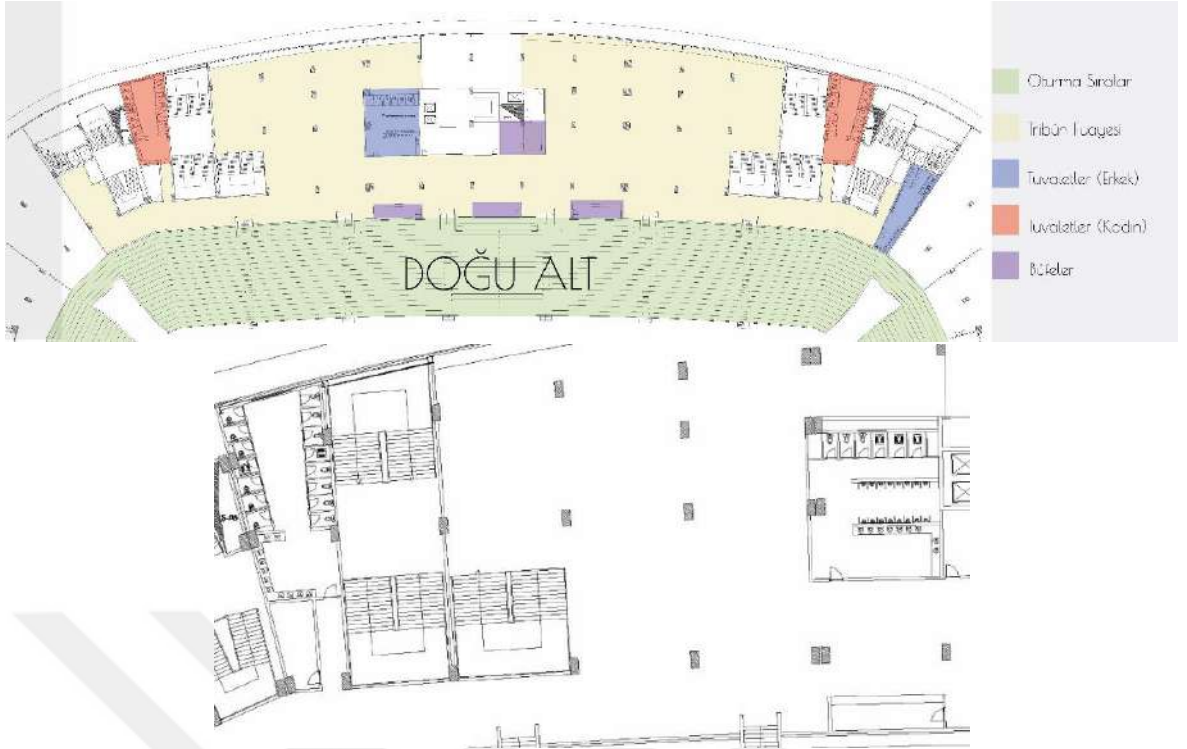 Oturma Sıraları
Tribün Fuayesi
Tuvaletler (Erkek)
Tuvaletler (Kadın)
Büfeler
DOĞU ALT